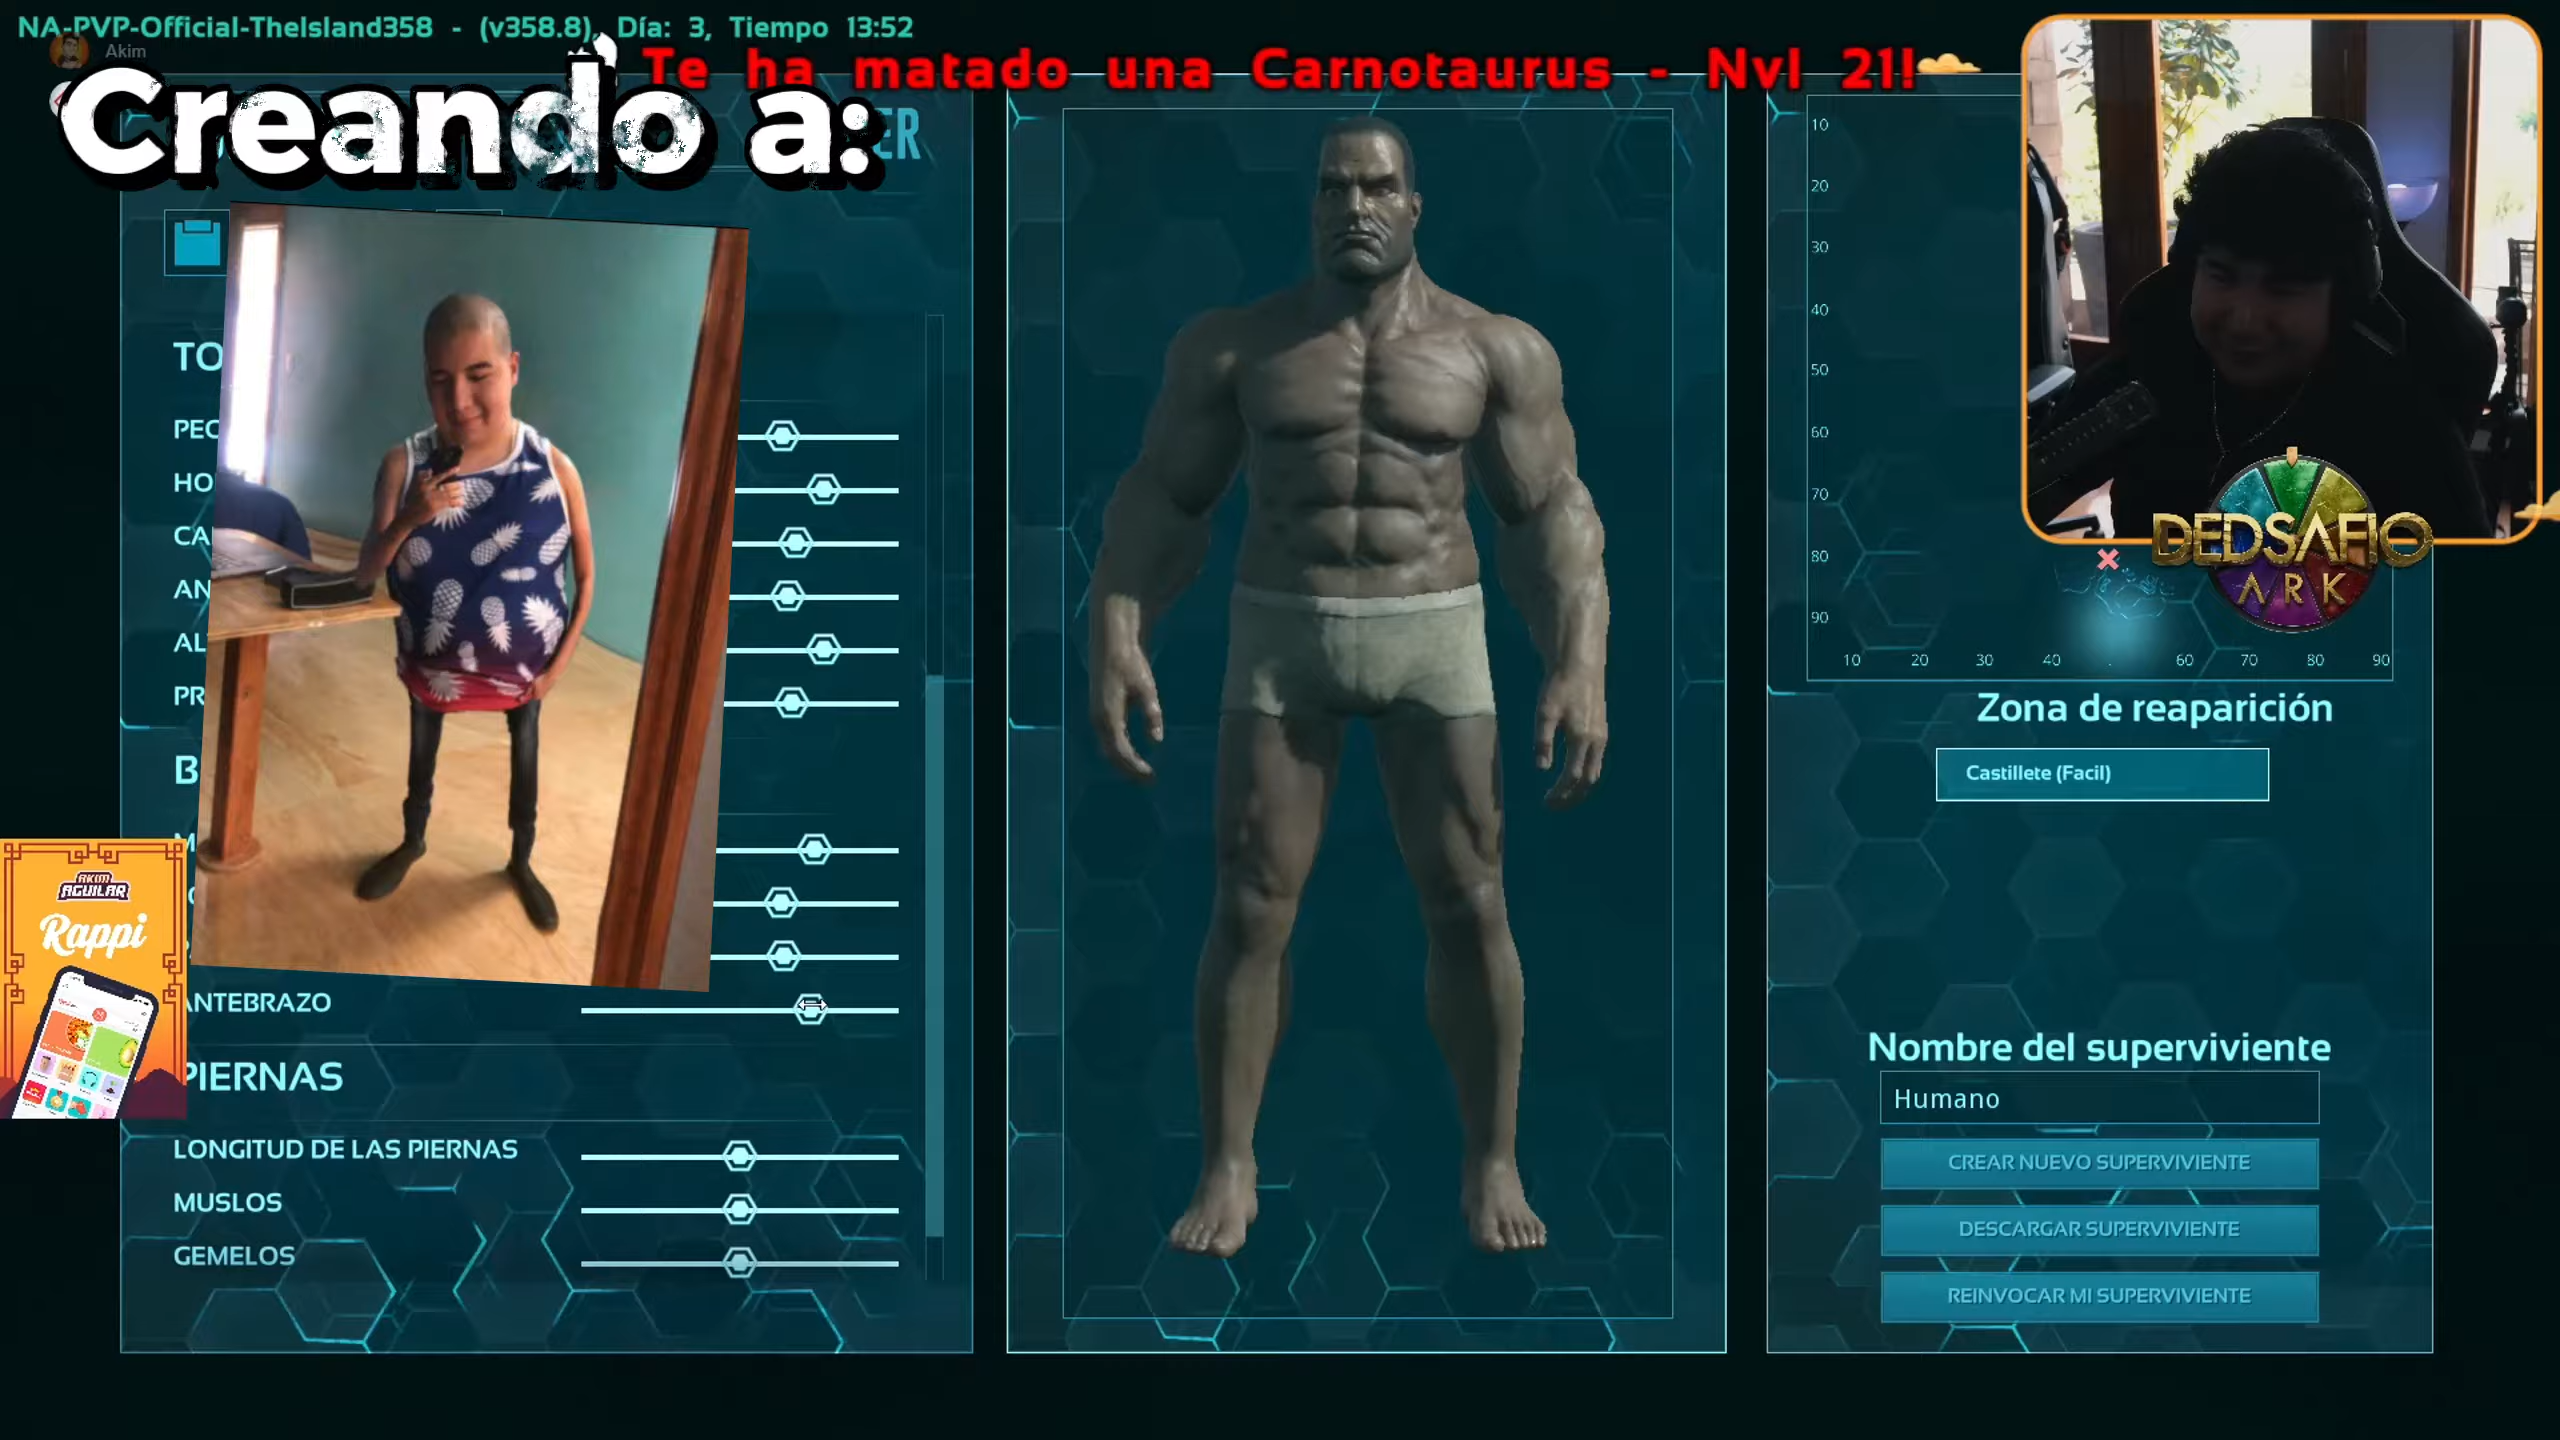 NA-PVP-Official-TheIsland358 - (v358.8), Día: 3, Tiempo 13:52
Akim
Te ha matado una Carnotaurus - Nvl 21!
Creando a:
ER
TO
PEC
HO
CA
AN
AL
PR
B
ANTEBRAZO
PIERNAS
LONGITUD DE LAS PIERNAS
MUSLOS
GEMELOS
AKIM
AGUILAR
Rappi
10
20
30
40
50
60
70
80
90
10 20 30 40 60 70 80 90
DEDSAFIO
ARK
Zona de reaparición
Castillete (Facil)
Nombre del superviviente
Humano
CREAR NUEVO SUPERVIVIENTE
DESCARGAR SUPERVIVIENTE
REINVOCAR MI SUPERVIVIENTE